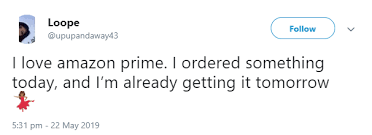 Loope
@upupandaway43
Follow
I love amazon prime. I ordered something
today, and I'm already getting it tomorrow
💃🏽
5:31 pm - 22 May 2019